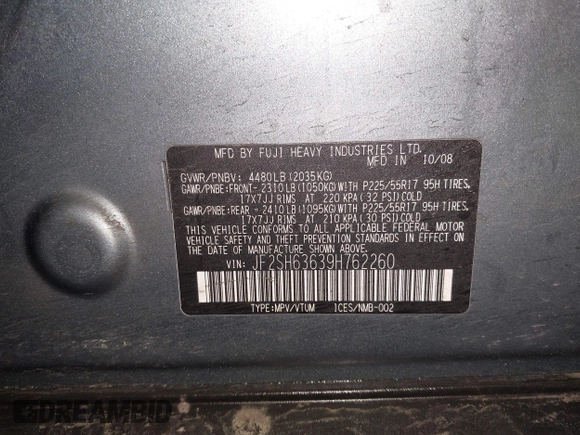 MFD BY FUJI HEAVY INDUSTRIES LTD.
MFD IN 10/08
GVWR/PNBV: 4480LB(2035KG)
GAWR/PNBE:FRONT- 2310LB(1050KG)WITH P225/55R17 95H TIRES,
17X7JJ RIMS AT 220 KPA( 32 PSI)COLD
GAWR/PNBE:REAR - 2410LB(1095KG)WITH P225/55R17 95H TIRES,
17X7JJ RIMS AT 210 KPA( 30 PSI)COLD
THIS VEHICLE CONFORMS TO ALL APPLICABLE FEDERAL MOTOR
VEHICLE SAFETY AND THEFT PREVENTION STANDARDS IN EFFECT ON
THE DATE OF MANUFACTURE SHOWN ABOVE.
VIN: JF2SH63639H762260
TYPE:MPV/VTUM ICES/NMB-002
DREAMBID